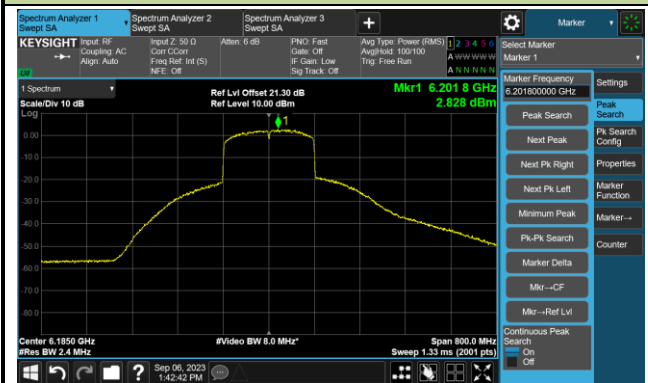 Spectrum Analyzer 1
Swept SA
Spectrum Analyzer 2
Swept SA
Spectrum Analyzer 3
Swept SA
+
Marker
KEYSIGHT
Input: RF
Coupling: AC
Align: Auto
Input Z: 50 Ω
Corr CCorr
Freq Ref: Int (S)
NFE: Off
Atten: 6 dB
PNO: Fast
Gate: Off
IF Gain: Low
Sig Track: Off
Avg Type: Power (RMS)
Avg|Hold: 100/100
Trig: Free Run
1 2 3 4 5 6
A W W W W W
A N N N N N
Select Marker
Marker 1
1 Spectrum
Scale/Div 10 dB
Log
Ref Lvl Offset 21.30 dB
Ref Level 10.00 dBm
Mkr1 6.201 8 GHz
2.828 dBm
1
0.00
-10.0
-20.0
-30.0
-40.0
-50.0
-60.0
-70.0
-80.0
Center 6.1850 GHz
#Res BW 2.4 MHz
#Video BW 8.0 MHz*
Span 800.0 MHz
Sweep 1.33 ms (2001 pts)
Marker Frequency
6.201800000 GHz
Peak Search
Next Peak
Next Pk Right
Next Pk Left
Minimum Peak
Pk-Pk Search
Marker Delta
Mkr→CF
Mkr→Ref Lvl
Continuous Peak
Search
On
Off
Settings
Peak
Search
Pk Search
Config
Properties
Marker
Function
Marker→
Counter
?
Sep 06, 2023
1:42:42 PM